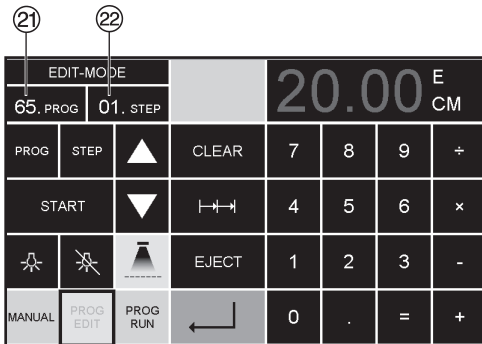 21 22
EDIT-MODE
65. PROG 01. STEP
20.00 E
CM
PROG STEP CLEAR 7 8 9 ÷
START 4 5 6 ×
EJECT 1 2 3 -
MANUAL PROG EDIT PROG RUN 0 . = +